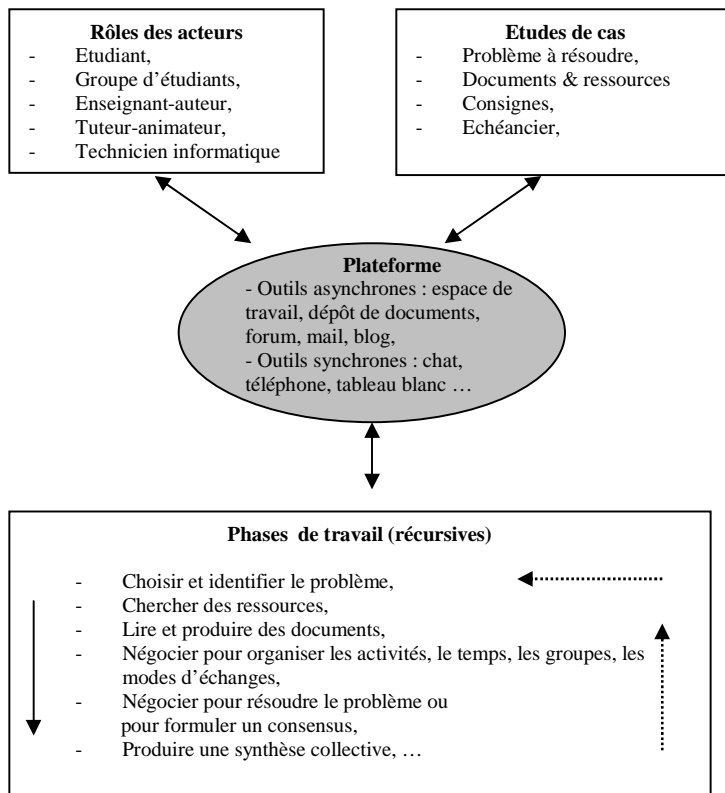 Rôles des acteurs
- Etudiant,
- Groupe d'étudiants,
- Enseignant-auteur,
- Tuteur-animateur,
- Technicien informatique
Etudes de cas
- Problème à résoudre,
- Documents & ressources
- Consignes,
- Echéancier,
Plateforme
- Outils asynchrones : espace de
travail, dépôt de documents,
forum, mail, blog,
- Outils synchrones : chat,
téléphone, tableau blanc …
Phases de travail (récursives)
- Choisir et identifier le problème,
- Chercher des ressources,
- Lire et produire des documents,
- Négocier pour organiser les activités, le temps, les groupes, les
modes d'échanges,
- Négocier pour résoudre le problème ou
pour formuler un consensus,
- Produire une synthèse collective, …